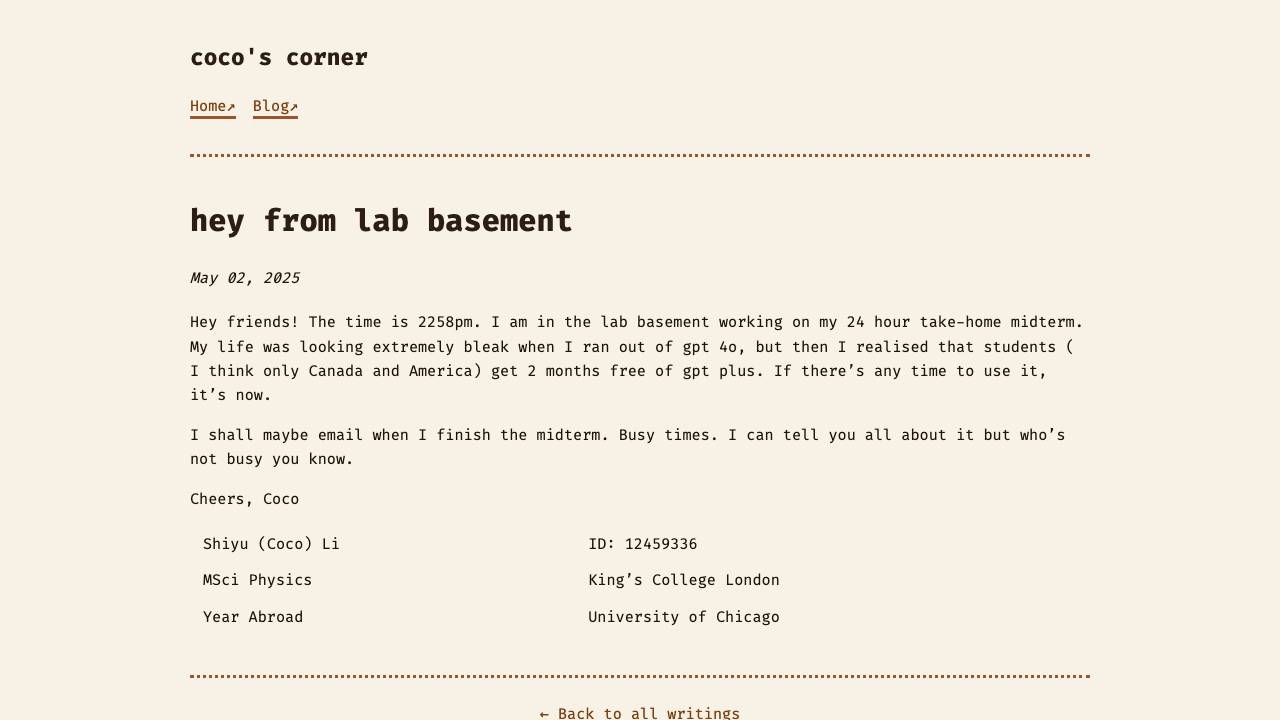 coco's corner
Home↗ Blog↗
hey from lab basement
May 02, 2025
Hey friends! The time is 2258pm. I am in the lab basement working on my 24 hour take-home midterm.
My life was looking extremely bleak when I ran out of gpt 4o, but then I realised that students (
I think only Canada and America) get 2 months free of gpt plus. If there’s any time to use it,
it’s now.
I shall maybe email when I finish the midterm. Busy times. I can tell you all about it but who’s
not busy you know.
Cheers, Coco
Shiyu (Coco) Li ID: 12459336
MSci Physics King’s College London
Year Abroad University of Chicago
← Back to all writings